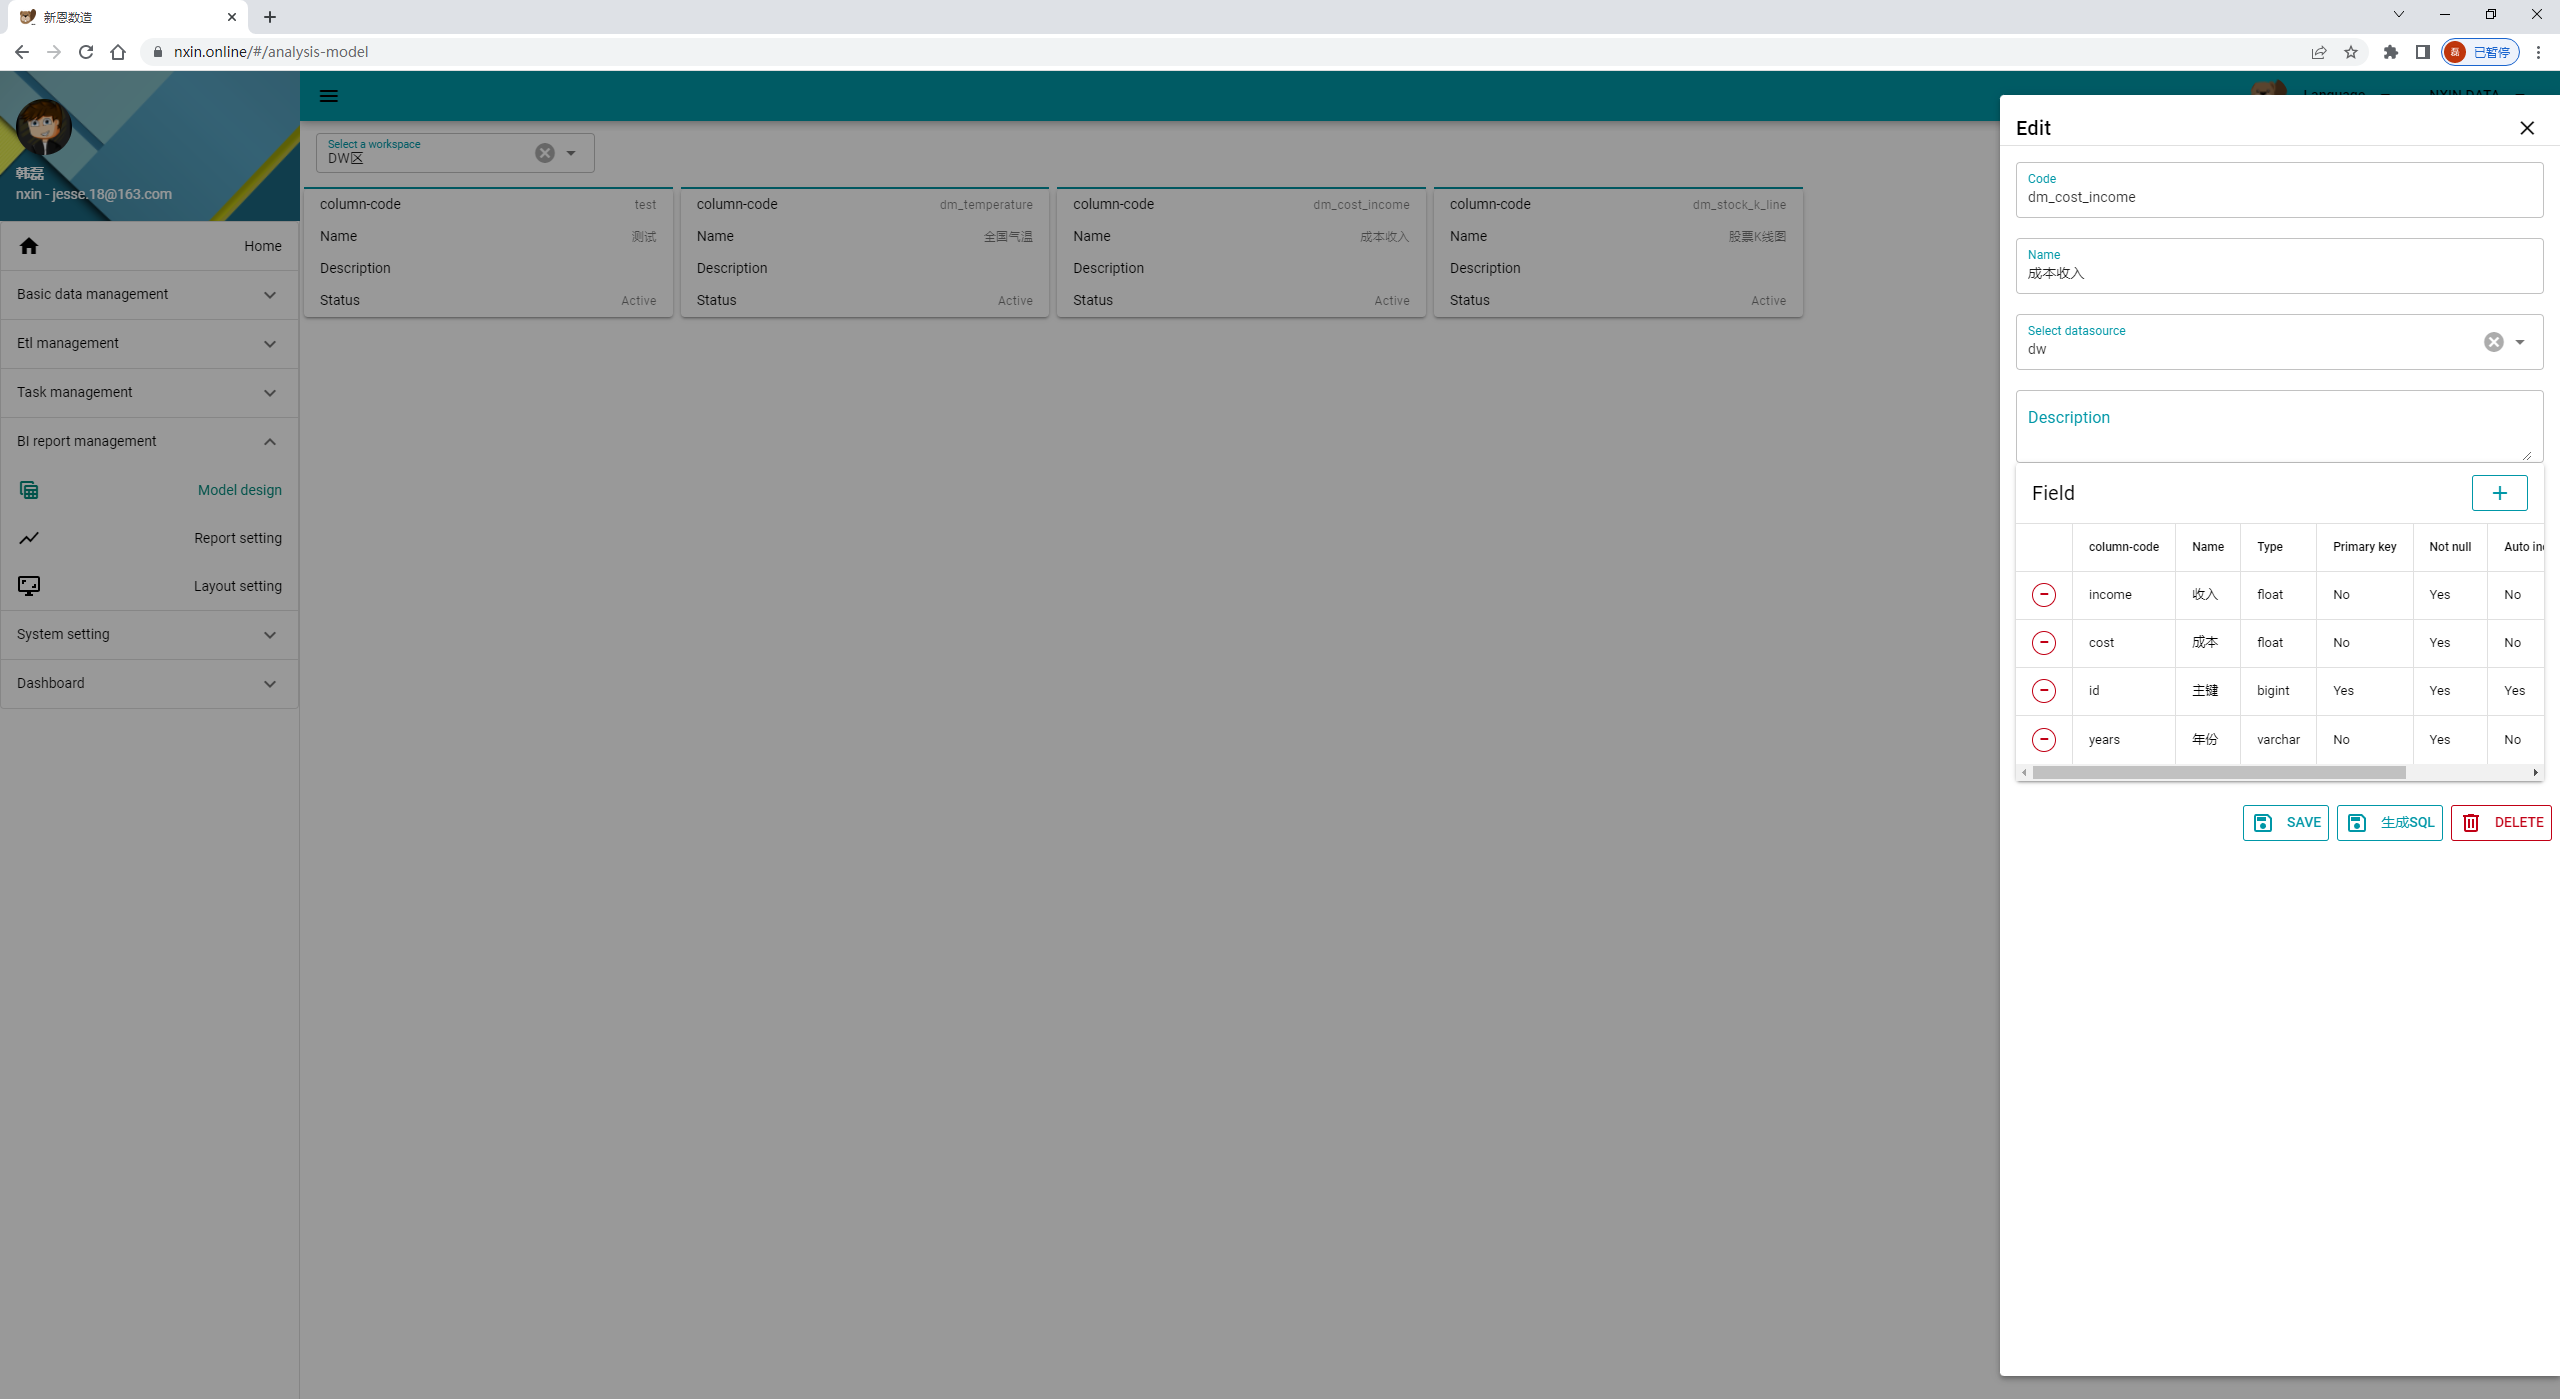 新恩数造
nxin.online/#/analysis-model
磊 已暂停
韩磊
nxin - jesse.18@163.com
Home
Basic data management
Etl management
Task management
BI report management
Model design
Report setting
Layout setting
System setting
Dashboard
Language
NXIN DATA
Select a workspace
DW区
column-code test
Name 测试
Description
Status Active
column-code dm_temperature
Name 全国气温
Description
Status Active
column-code dm_cost_income
Name 成本收入
Description
Status Active
column-code dm_stock_k_line
Name 股票K线图
Description
Status Active
Edit
Code
dm_cost_income
Name
成本收入
Select datasource
dw
Description
Field
column-code Name Type Primary key Not null Auto in
income 收入 float No Yes No
cost 成本 float No Yes No
id 主键 bigint Yes Yes Yes
years 年份 varchar No Yes No
SAVE 生成SQL DELETE